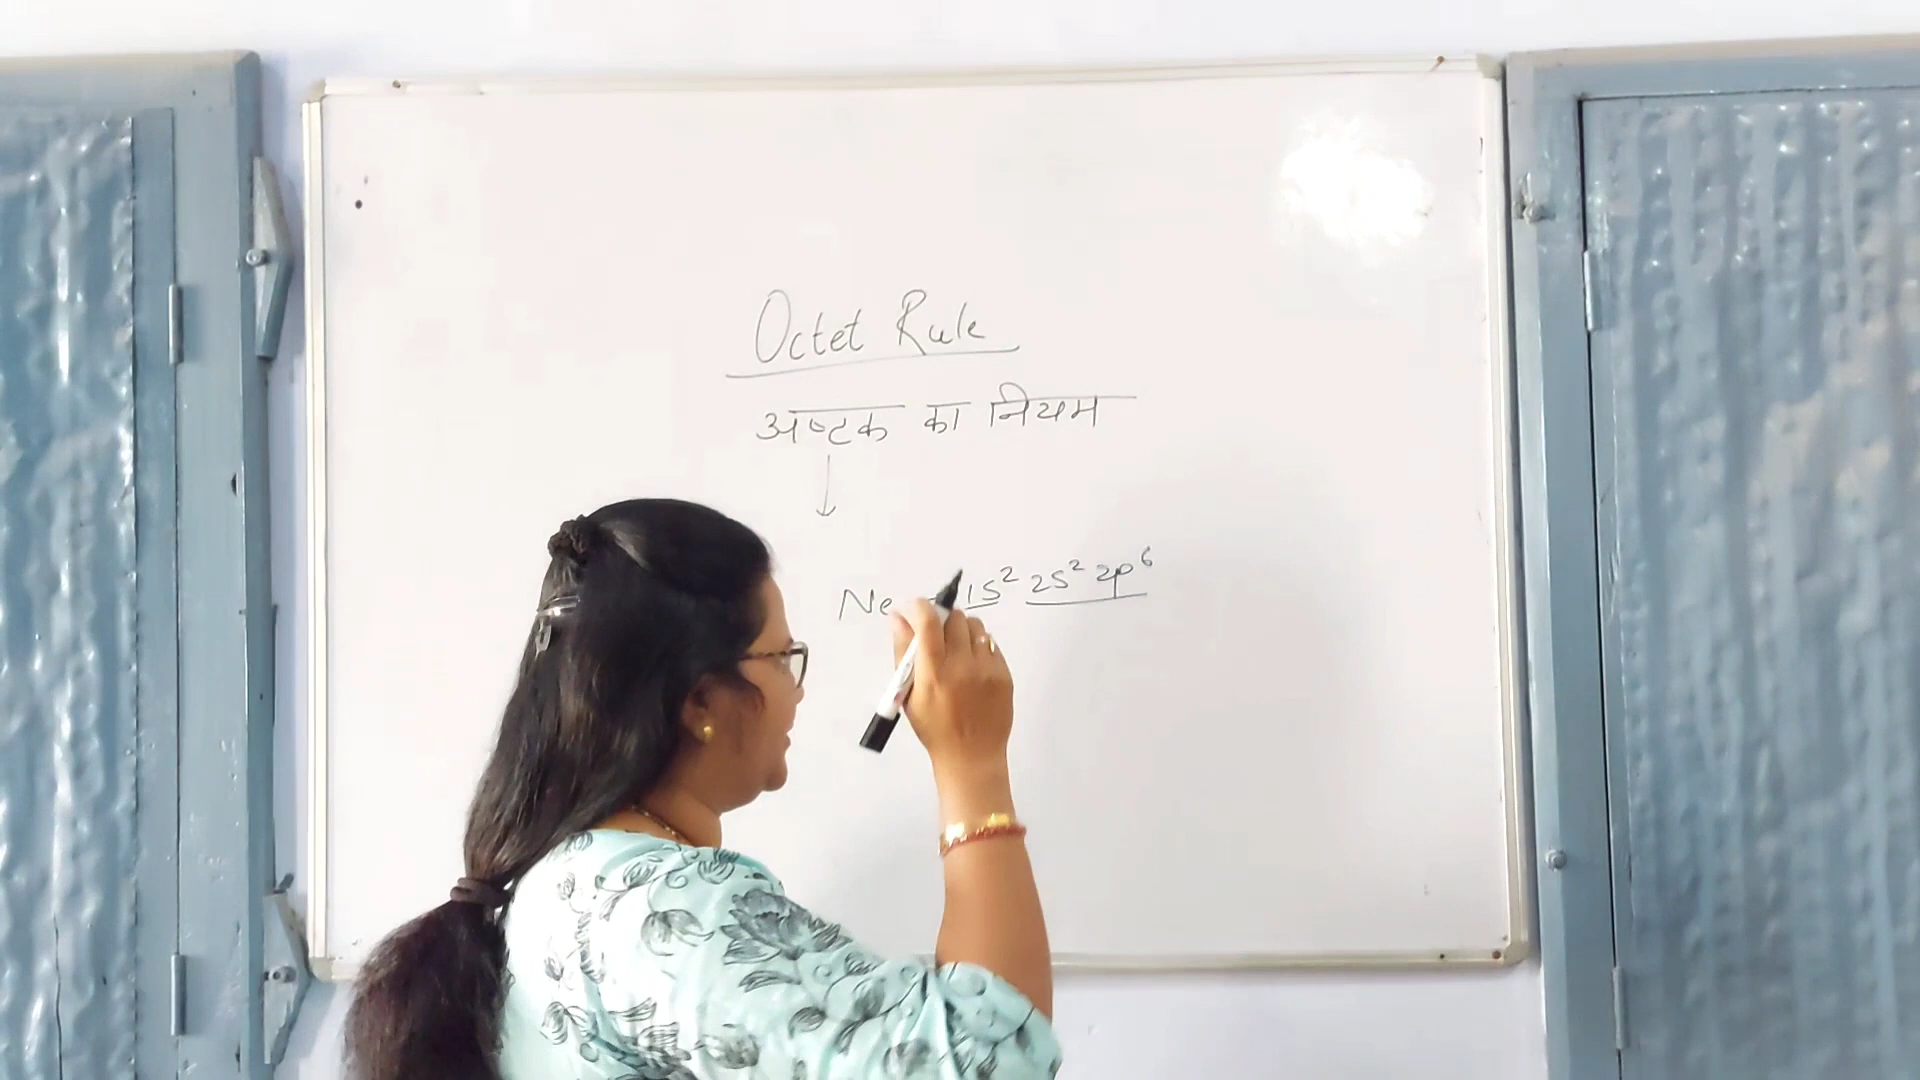 Octet Rule
अष्टक का नियम
↓
Ne 1s² 2s² 2p⁶